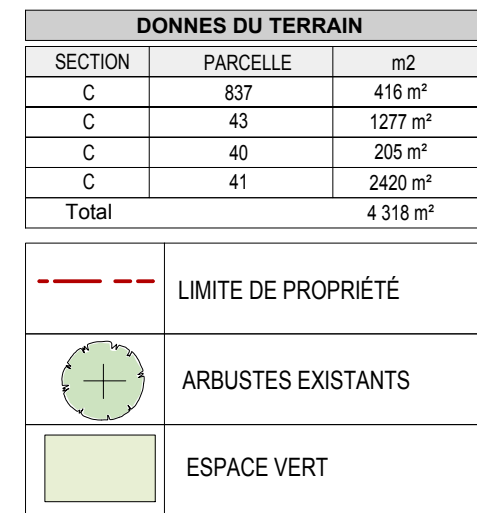 DONNES DU TERRAIN
SECTION PARCELLE m2
C 837 416 m²
C 43 1277 m²
C 40 205 m²
C 41 2420 m²
Total 4 318 m²
LIMITE DE PROPRIÉTÉ
ARBUSTES EXISTANTS
ESPACE VERT